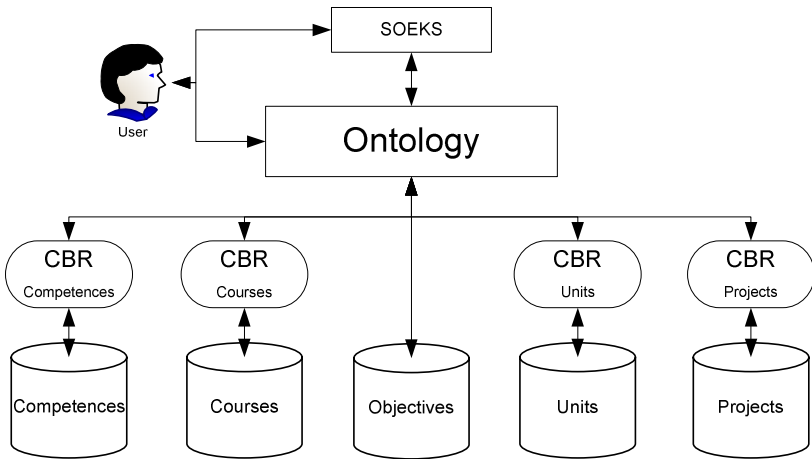 SOEKS
User
Ontology
CBR
Competences
CBR
Courses
CBR
Units
CBR
Projects
Competences
Courses
Objectives
Units
Projects